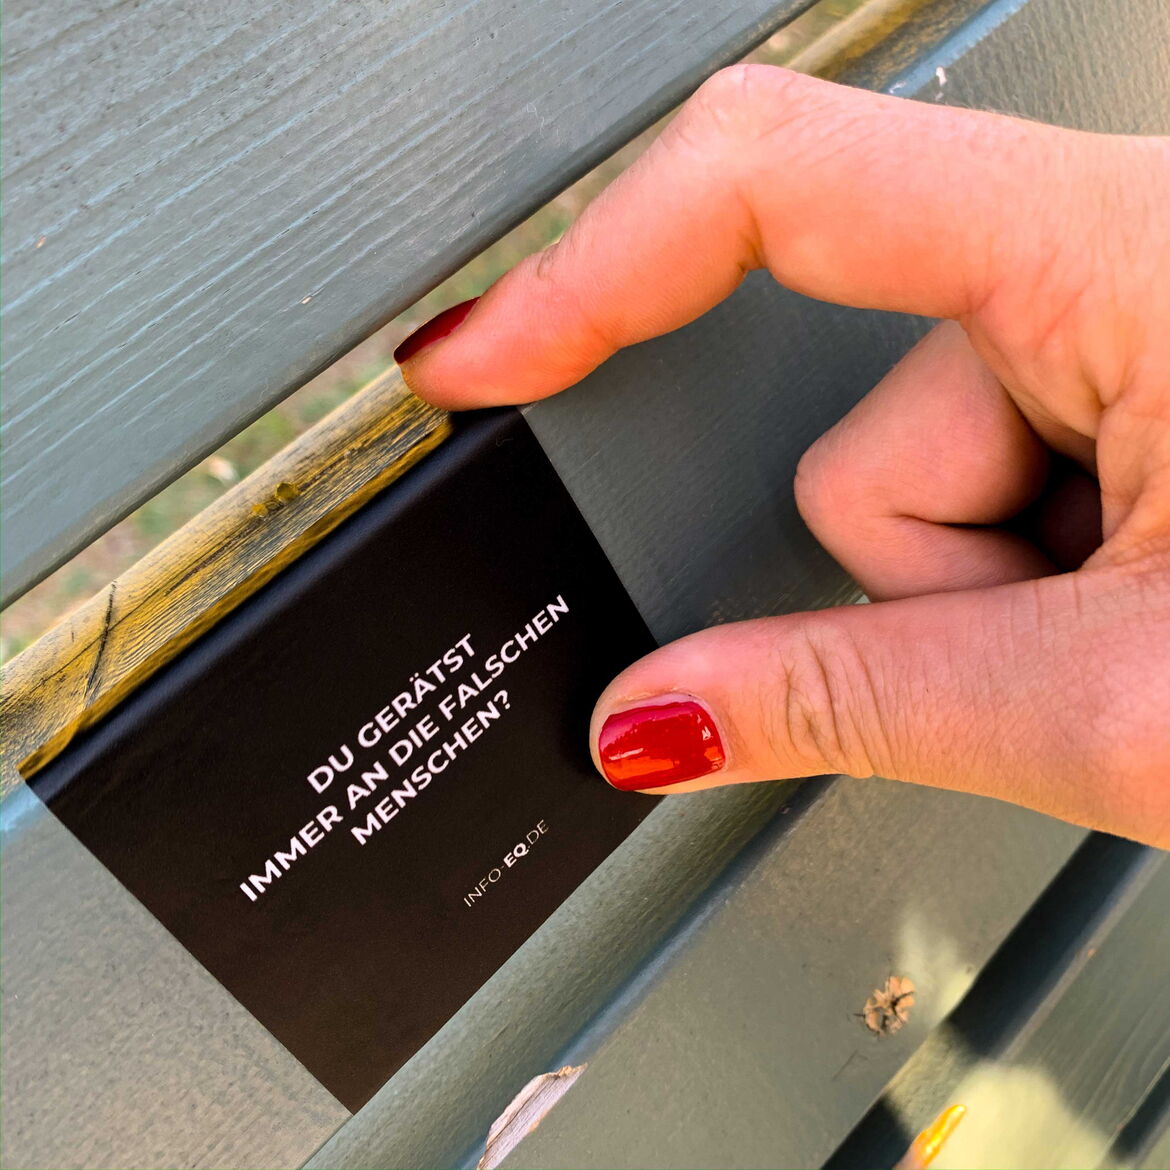 DU GERÄTST
IMMER AN DIE FALSCHEN
MENSCHEN?
INFO-EQ.DE